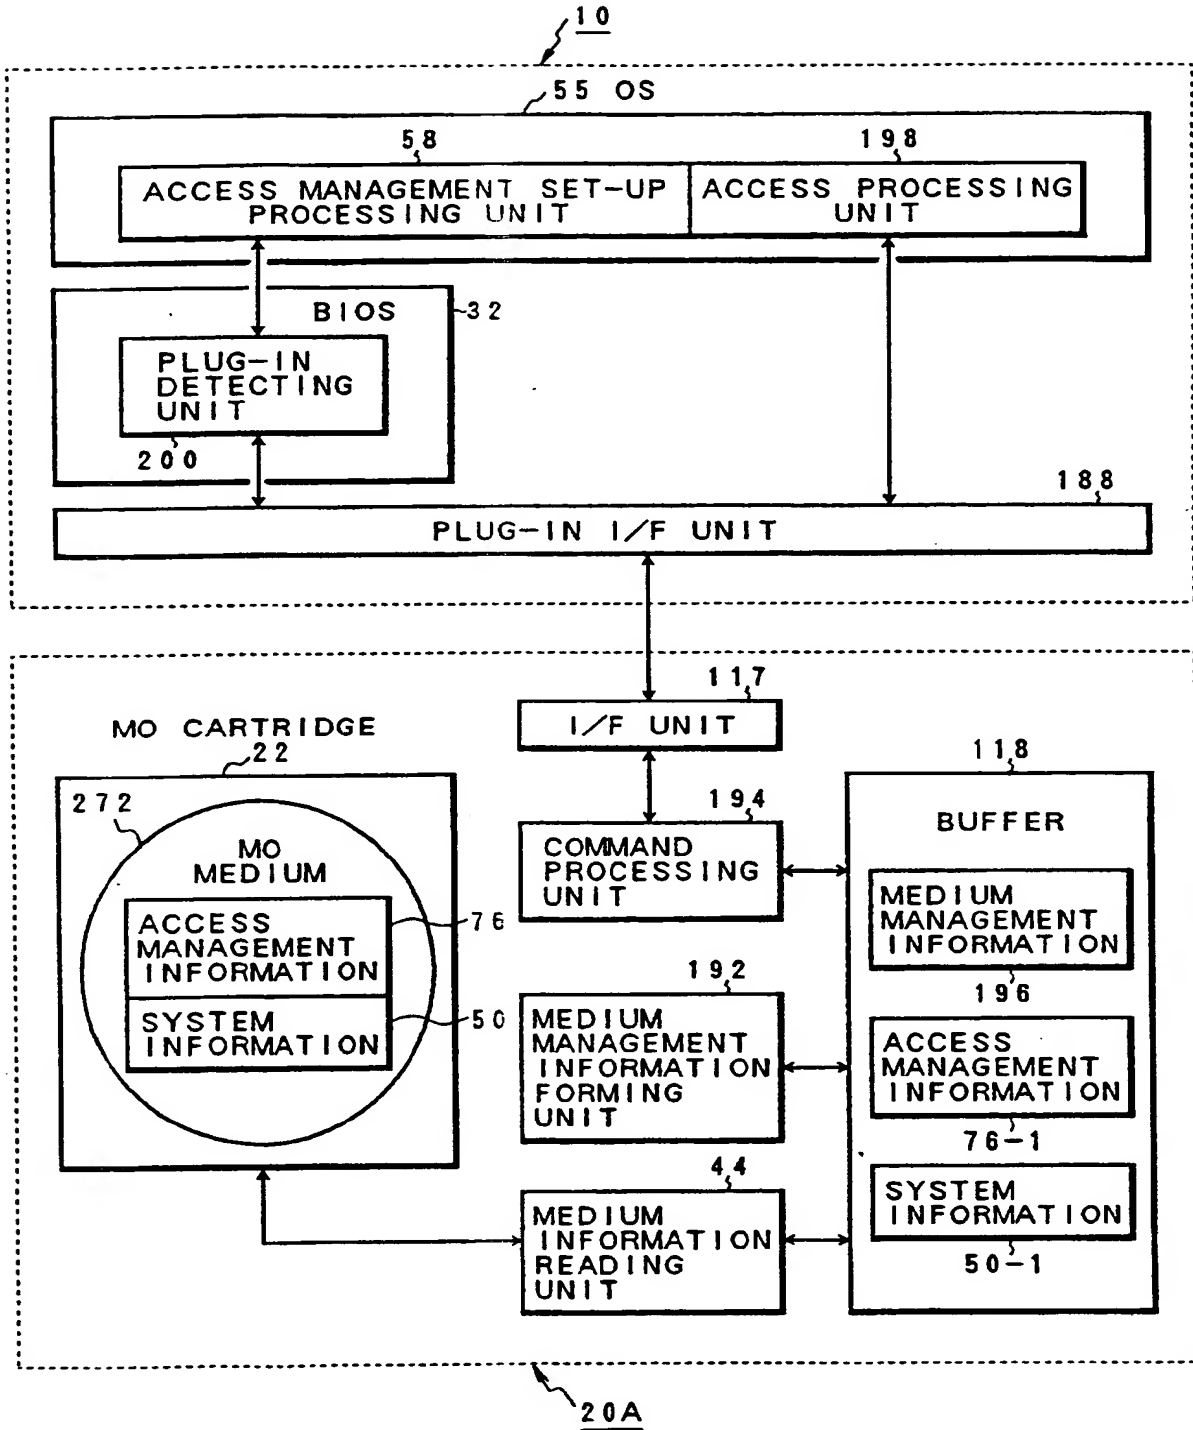 10
55 OS
58
198
ACCESS MANAGEMENT SET-UP
PROCESSING UNIT
ACCESS PROCESSING
UNIT
BIOS
32
PLUG-IN
DETECTING
UNIT
200
188
PLUG-IN I/F UNIT
117
I/F UNIT
MO CARTRIDGE
22
272
MO
MEDIUM
ACCESS
MANAGEMENT
INFORMATION
76
SYSTEM
INFORMATION
50
194
COMMAND
PROCESSING
UNIT
192
MEDIUM
MANAGEMENT
INFORMATION
FORMING
UNIT
44
MEDIUM
INFORMATION
READING
UNIT
118
BUFFER
MEDIUM
MANAGEMENT
INFORMATION
196
ACCESS
MANAGEMENT
INFORMATION
76-1
SYSTEM
INFORMATION
50-1
20A